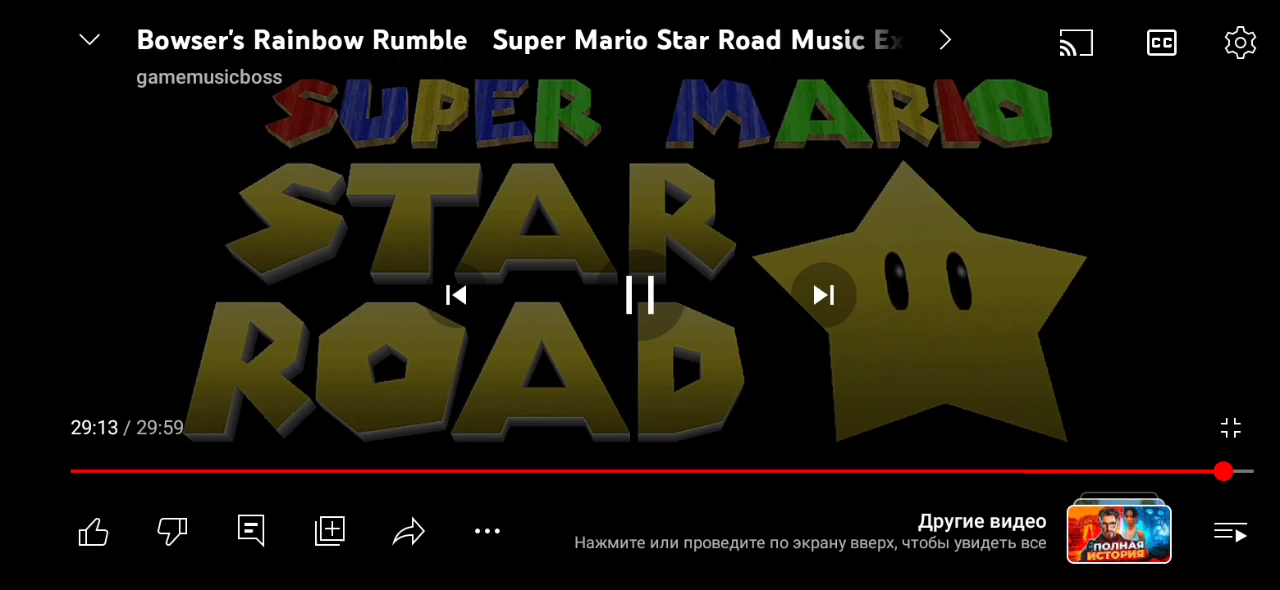 Bowser's Rainbow Rumble Super Mario Star Road Music Ex
gamemusicboss
CC
SUPER MARIO
STAR
ROAD
29:13 / 29:59
Другие видео
Нажмите или проведите по экрану вверх, чтобы увидеть все
ПОЛНАЯ
ИСТОРИЯ